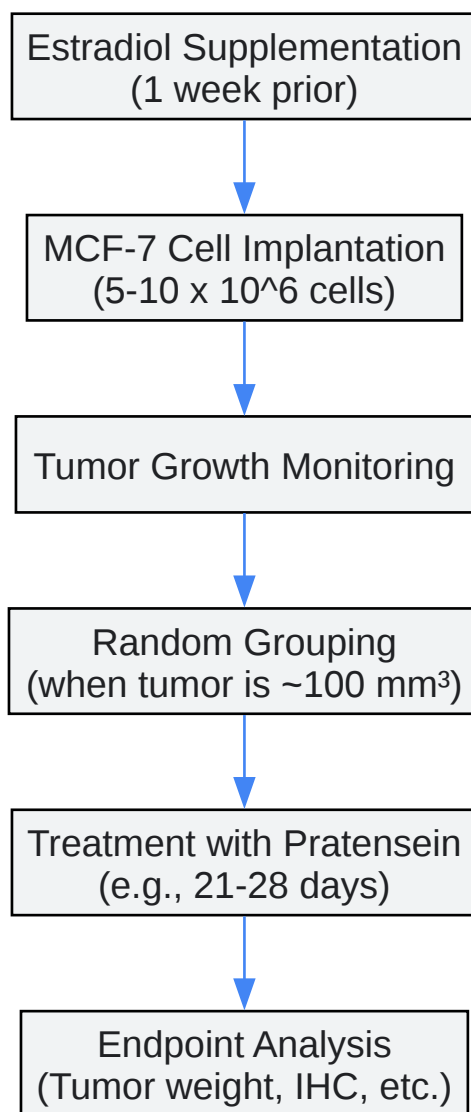 Estradiol Supplementation
(1 week prior)
MCF-7 Cell Implantation
(5-10 x 10^6 cells)
Tumor Growth Monitoring
Random Grouping
(when tumor is ~100 mm³)
Treatment with Pratensein
(e.g., 21-28 days)
Endpoint Analysis
(Tumor weight, IHC, etc.)